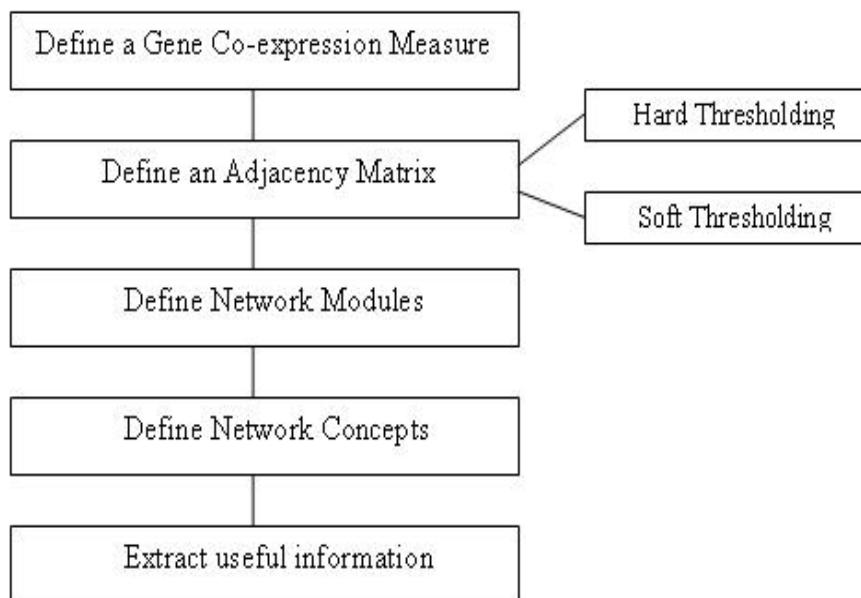 Define a Gene Co-expression Measure
Define an Adjacency Matrix
Hard Thresholding
Soft Thresholding
Define Network Modules
Define Network Concepts
Extract useful information